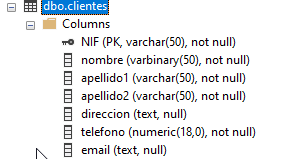 dbo.clientes
Columns
NIF (PK, varchar(50), not null)
nombre (varbinary(50), not null)
apellido1 (varchar(50), not null)
apellido2 (varchar(50), not null)
direccion (text, null)
telefono (numeric(18,0), not null)
email (text, null)